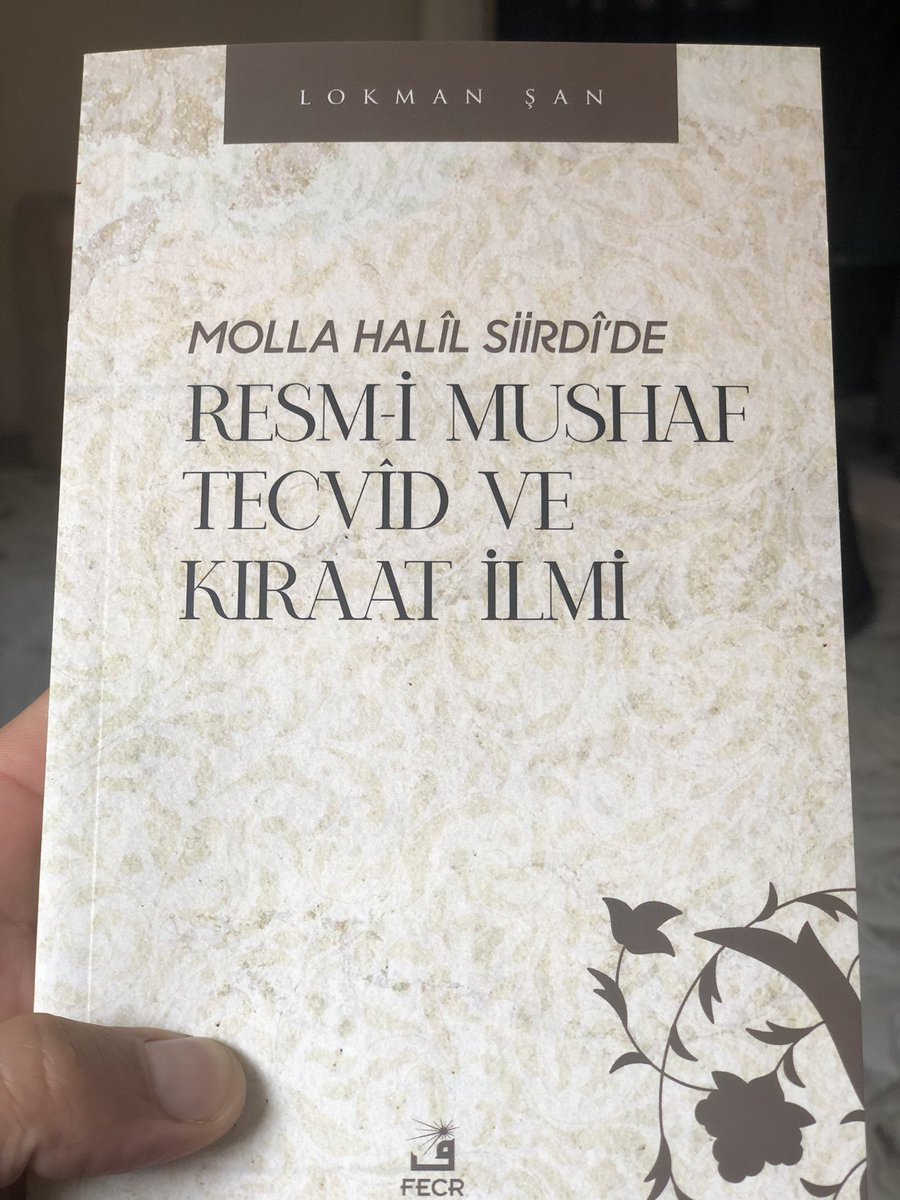 LOKMAN ŞAN
MOLLA HALÎL SİİRDÎ'DE
RESM-İ MUSHAF
TECVÎD VE
KIRAAT İLMİ
FECR